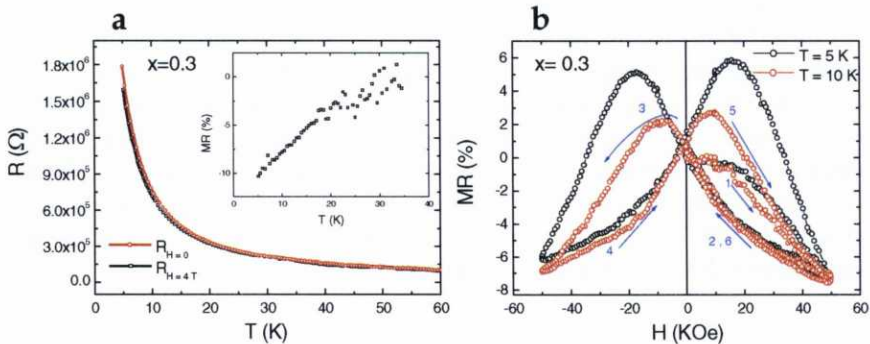 a
x=0.3
R (Ω)
1.8x10⁶
1.5x10⁶
1.2x10⁶
9.0x10⁵
6.0x10⁵
3.0x10⁵
0.0
0 10 20 30 40 50 60
T (K)
R H=0
R H=4 T
MR (%)
0
-5
-10
0 10 20 30 40
T (K)
b
x= 0.3
T = 5 K
T = 10 K
MR (%)
6
4
2
0
-2
-4
-6
-8
3
5
1
4
2 , 6
-60 -40 -20 0 20 40 60
H (KOe)